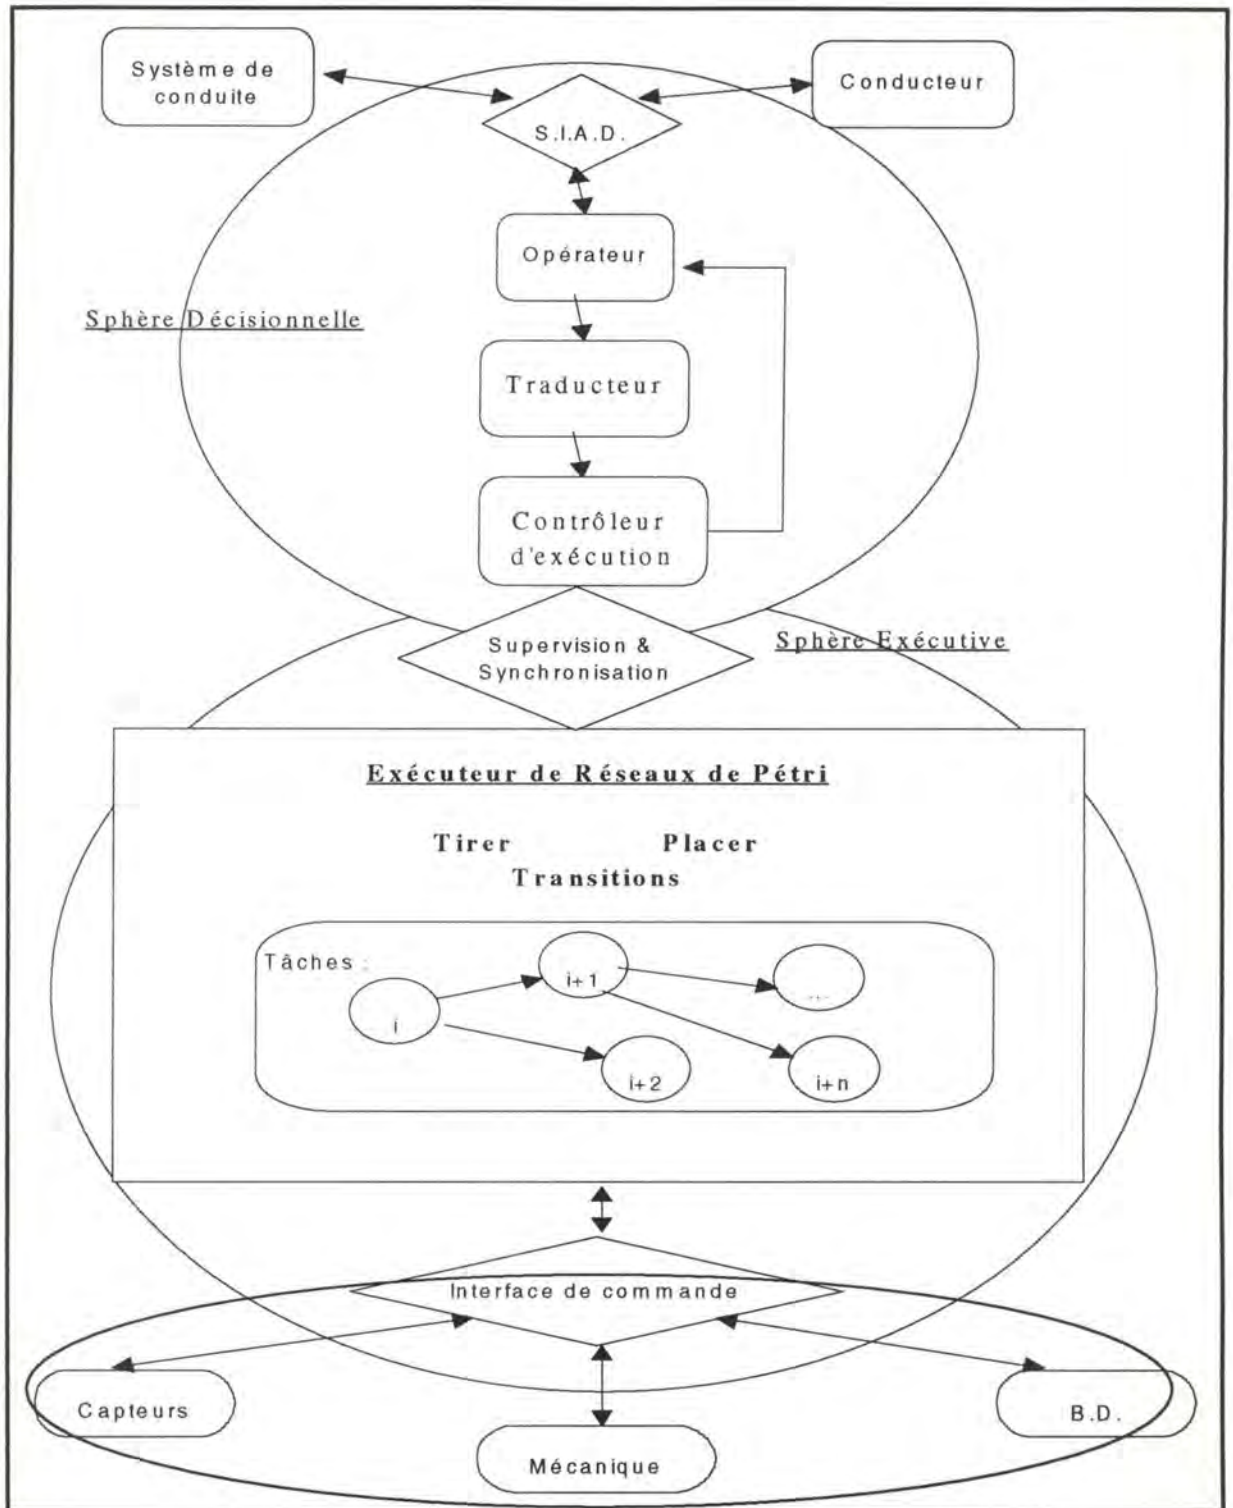 Système de
conduite
Conducteur
S.I.A.D.
Opérateur
Sphère Décisionnelle
Traducteur
Contrôleur
d'exécution
Supervision &
Synchronisation
Sphère Exécutive
Exécuteur de Réseaux de Pétri
Tirer Placer
Transitions
Tâches :
i
i+1
...
i+2
i+n
Interface de commande
Capteurs
B.D.
Mécanique